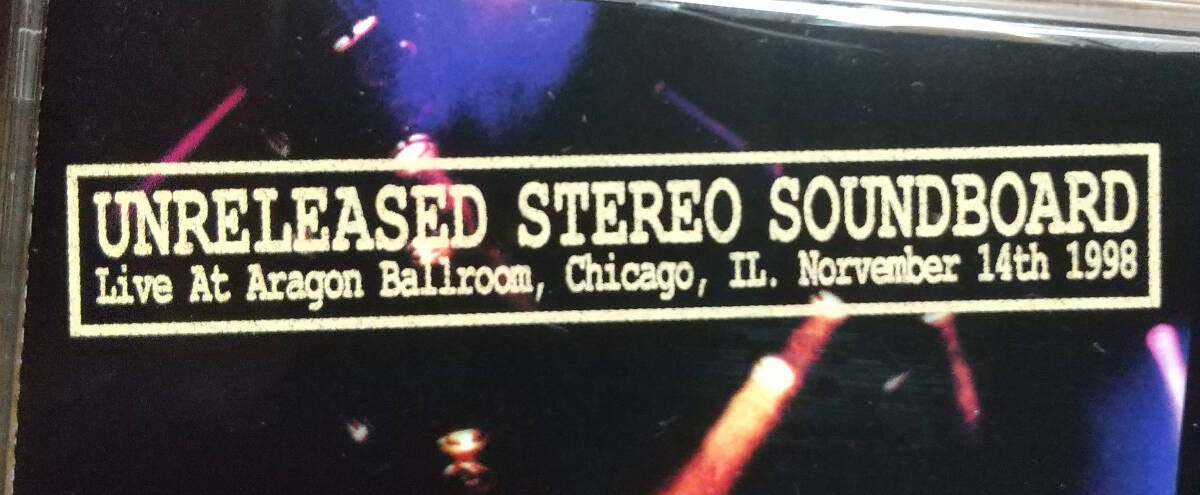 UNRELEASED STEREO SOUNDBOARD
Live At Aragon Ballroom, Chicago, IL. Norvember 14th 1998